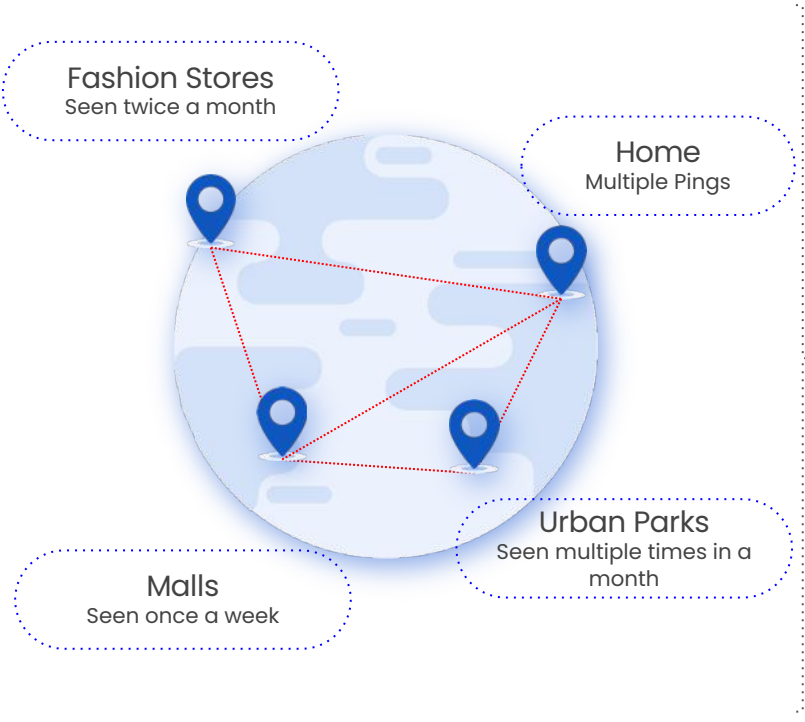 Fashion Stores
Seen twice a month
Home
Multiple Pings
Urban Parks
Seen multiple times in a
month
Malls
Seen once a week